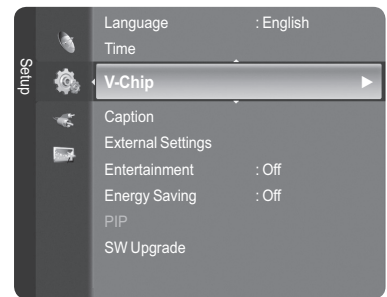 Setup
Language : English
Time
V-Chip
Caption
External Settings
Entertainment : Off
Energy Saving : Off
PIP
SW Upgrade